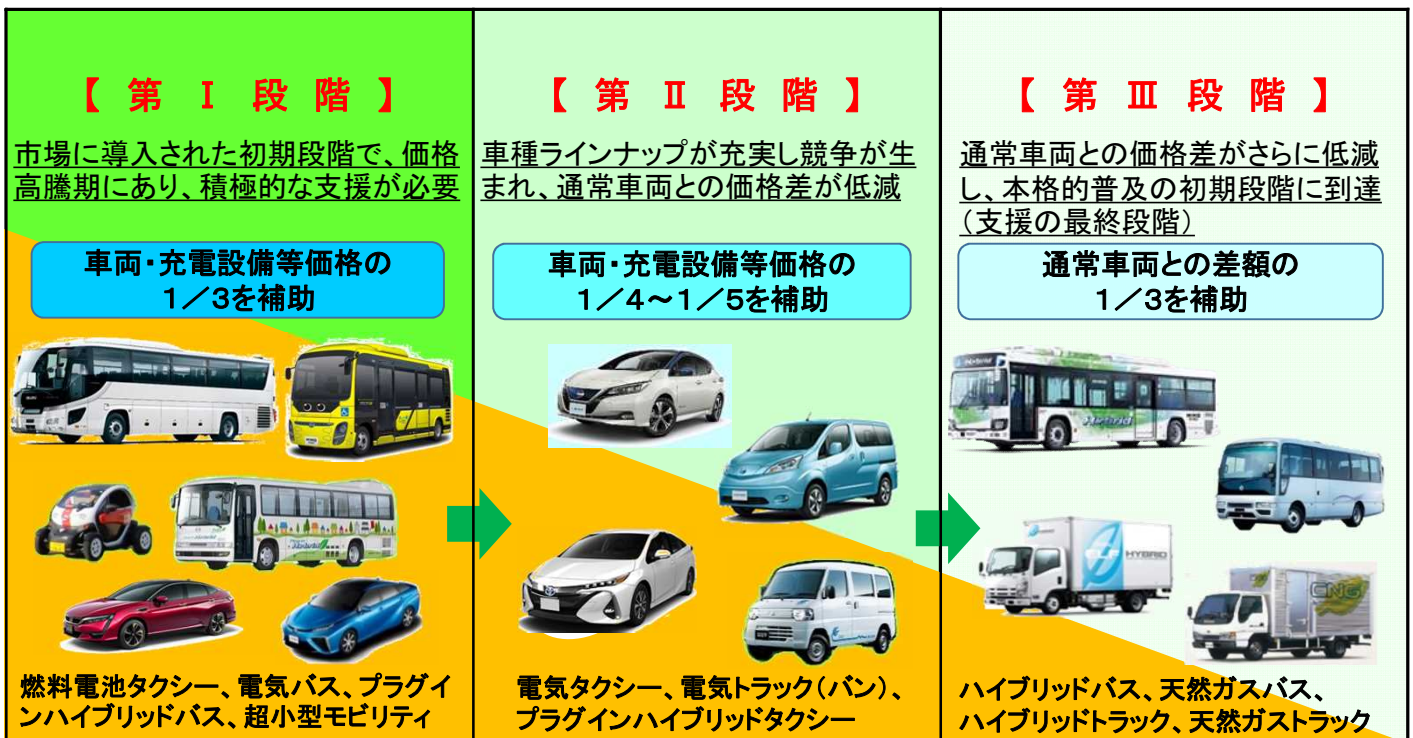 【 第 Ⅰ 段 階 】
市場に導入された初期段階で、価格
高騰期にあり、積極的な支援が必要
車両・充電設備等価格の
1／3を補助
燃料電池タクシー、電気バス、プラグイ
ンハイブリッドバス、超小型モビリティ
【 第 Ⅱ 段 階 】
車種ラインナップが充実し競争が生
まれ、通常車両との価格差が低減
車両・充電設備等価格の
1／4～1／5を補助
電気タクシー、電気トラック（バン）、
プラグインハイブリッドタクシー
【 第 Ⅲ 段 階 】
通常車両との価格差がさらに低減
し、本格的普及の初期段階に到達
（支援の最終段階）
通常車両との差額の
1／3を補助
Hybrid
HYBRID
CNG
ハイブリッドバス、天然ガスバス、
ハイブリッドトラック、天然ガストラック